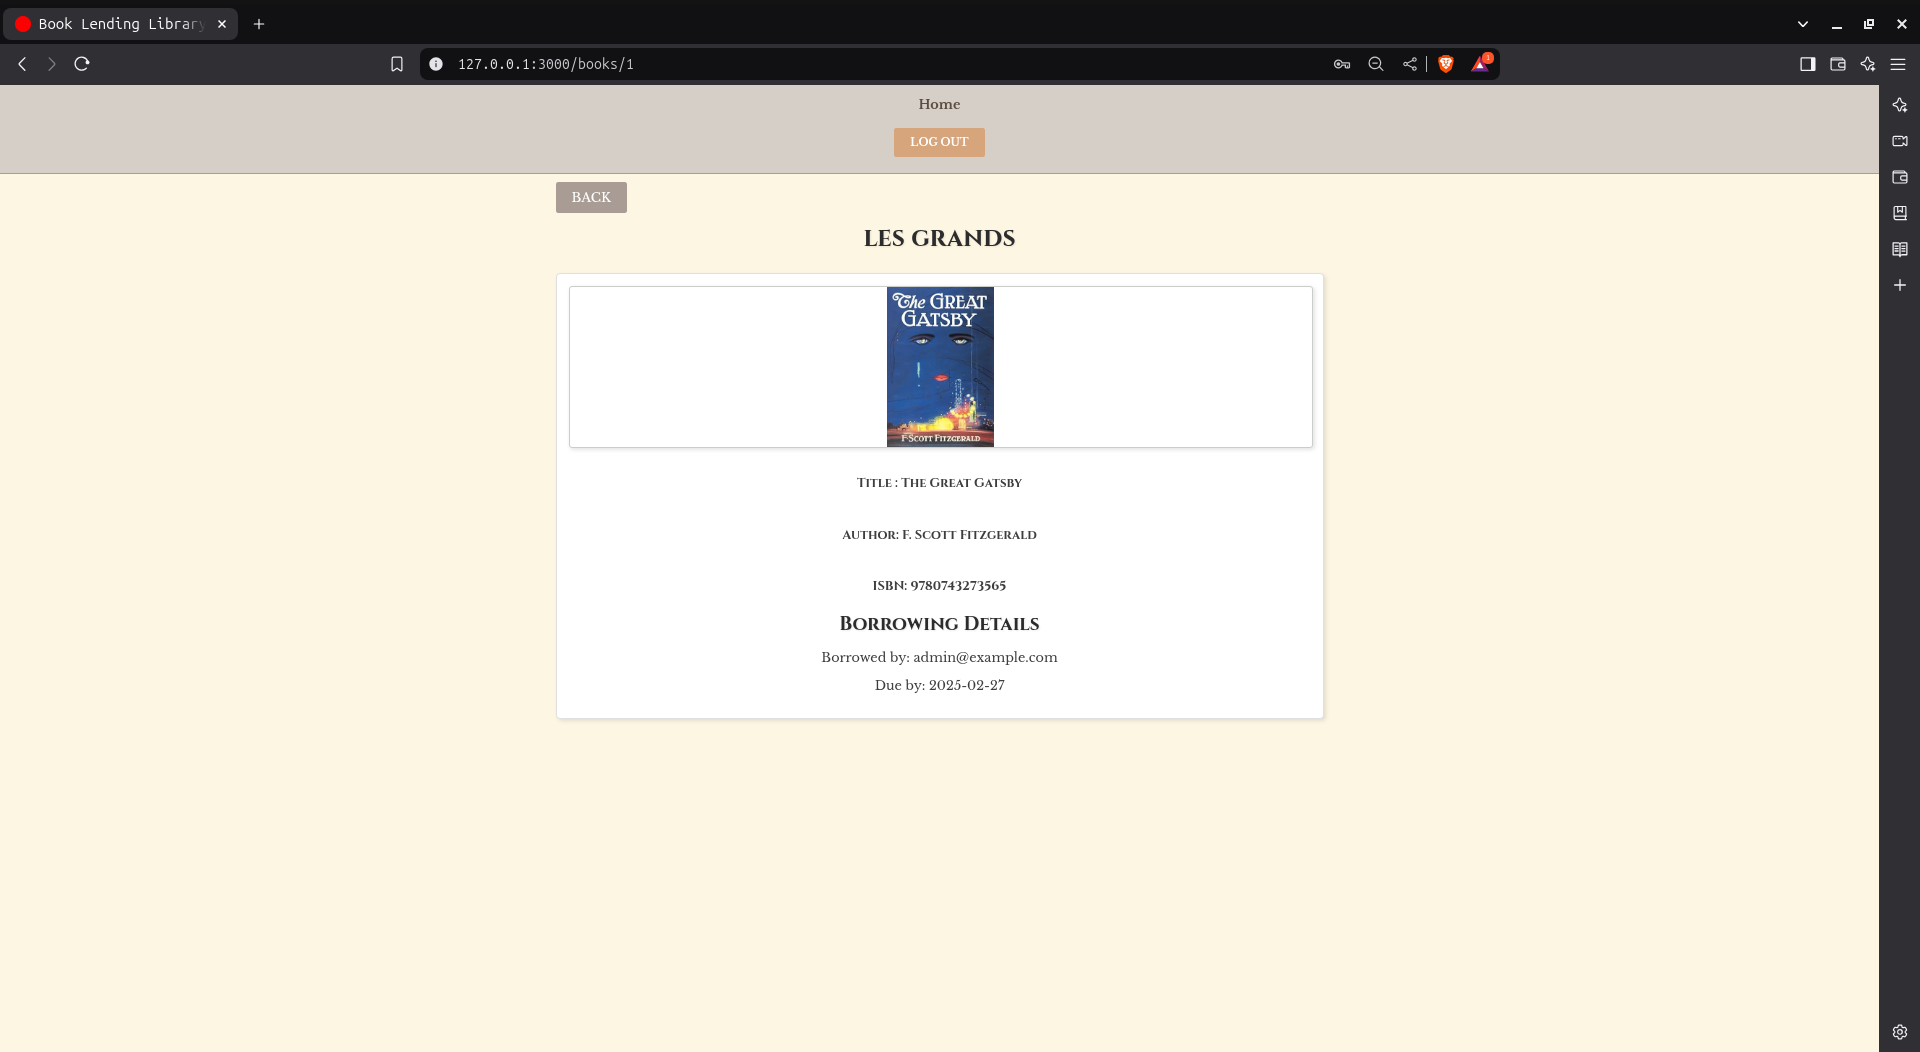 Book Lending Library
127.0.0.1:3000/books/1
1
Home
LOG OUT
BACK
LES GRANDS
The GREAT
GATSBY
F·SCOTT FITZGERALD
Title : The Great Gatsby
Author: F. Scott Fitzgerald
ISBN: 9780743273565
Borrowing Details
Borrowed by: admin@example.com
Due by: 2025-02-27